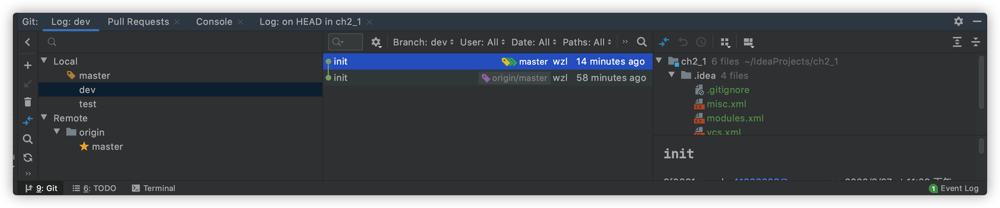 Git: Log: dev Pull Requests Console Log: on HEAD in ch2_1
Branch: dev User: All Date: All Paths: All
Local
master
dev
test
Remote
origin
master
init master wzl 14 minutes ago
init origin/master wzl 58 minutes ago
ch2_1 6 files ~/IdeaProjects/ch2_1
.idea 4 files
.gitignore
misc.xml
modules.xml
vcs.xml
init
9: Git 6: TODO Terminal
1 Event Log